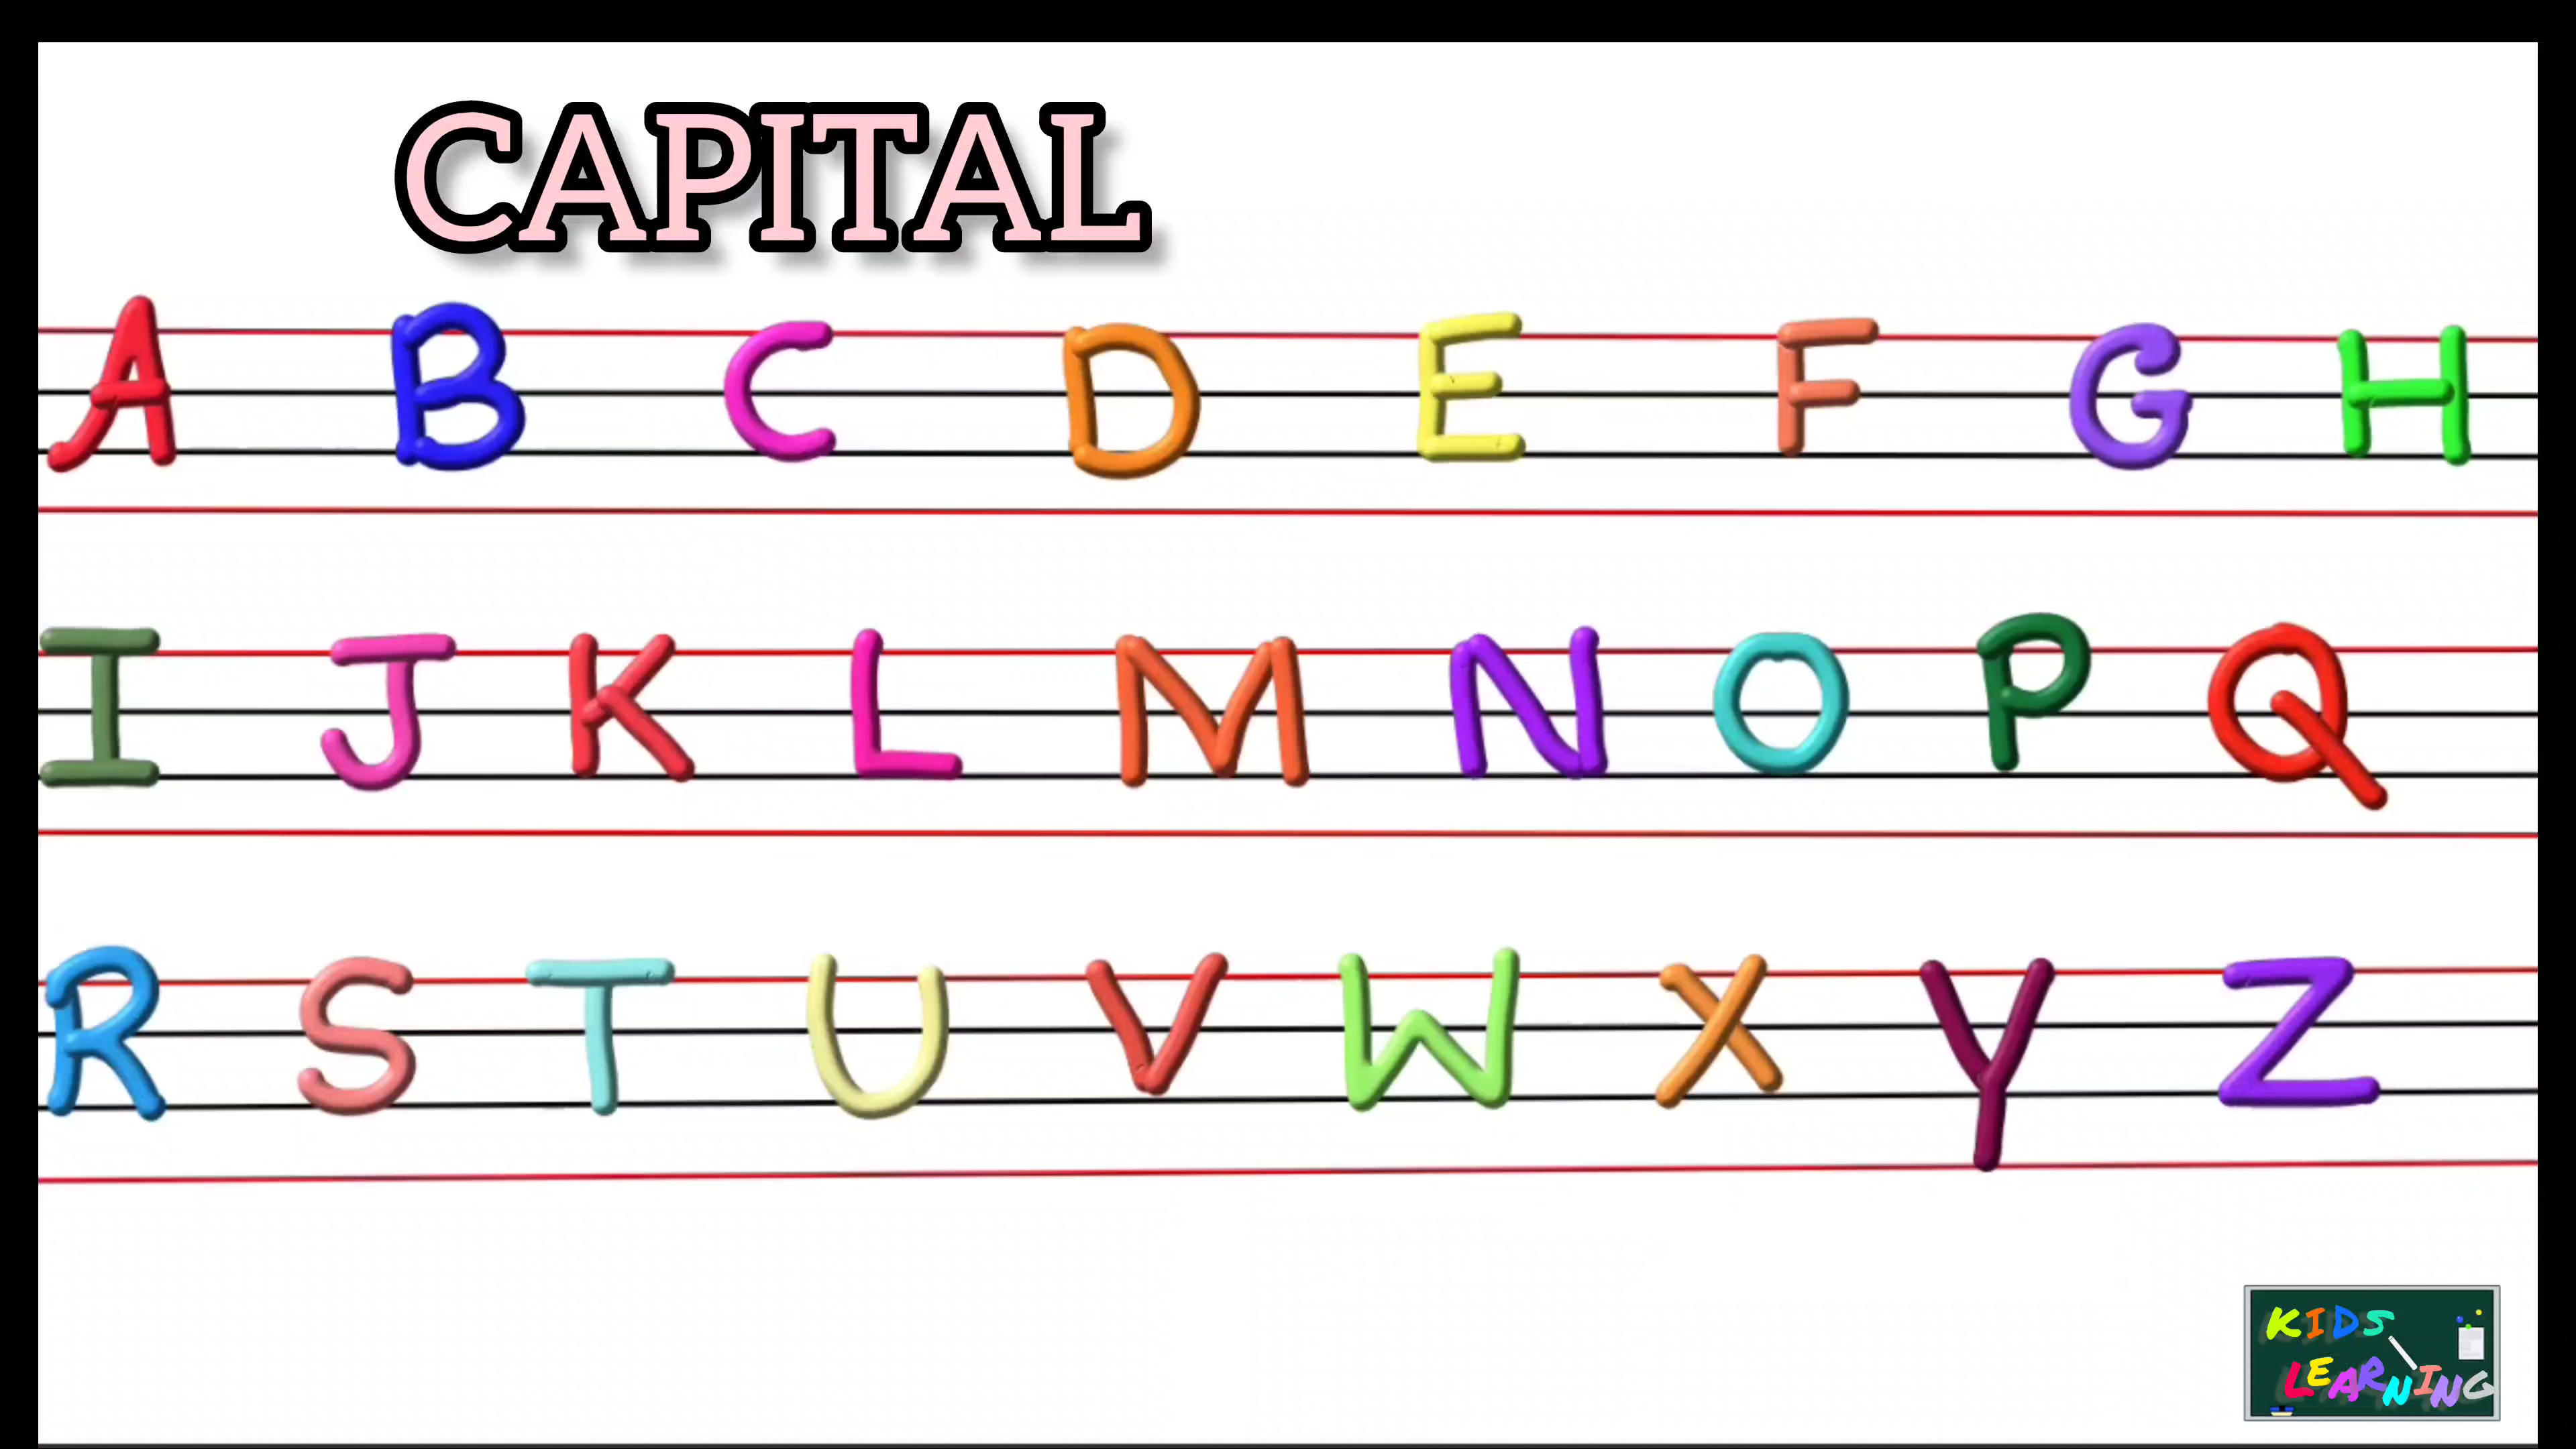 CAPITAL
A B C D E F G H
I J K L M N O P Q
R S T U V W X Y Z
KIDS
LEARNING